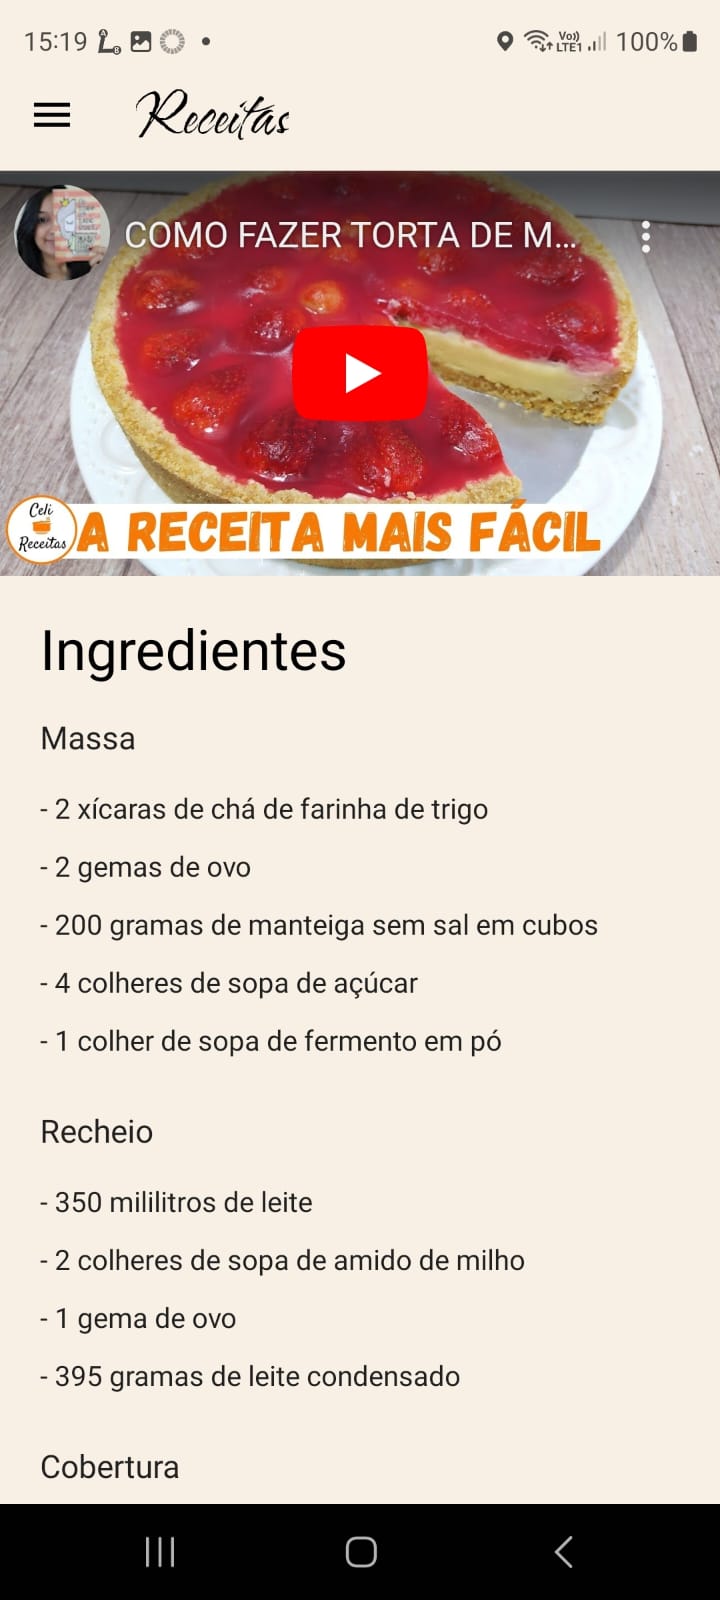 15:19
Vo))
LTE1
100%
Receitas
COMO FAZER TORTA DE M...
Celi
Receitas
A RECEITA MAIS FÁCIL
Ingredientes
Massa
- 2 xícaras de chá de farinha de trigo
- 2 gemas de ovo
- 200 gramas de manteiga sem sal em cubos
- 4 colheres de sopa de açúcar
- 1 colher de sopa de fermento em pó
Recheio
- 350 mililitros de leite
- 2 colheres de sopa de amido de milho
- 1 gema de ovo
- 395 gramas de leite condensado
Cobertura